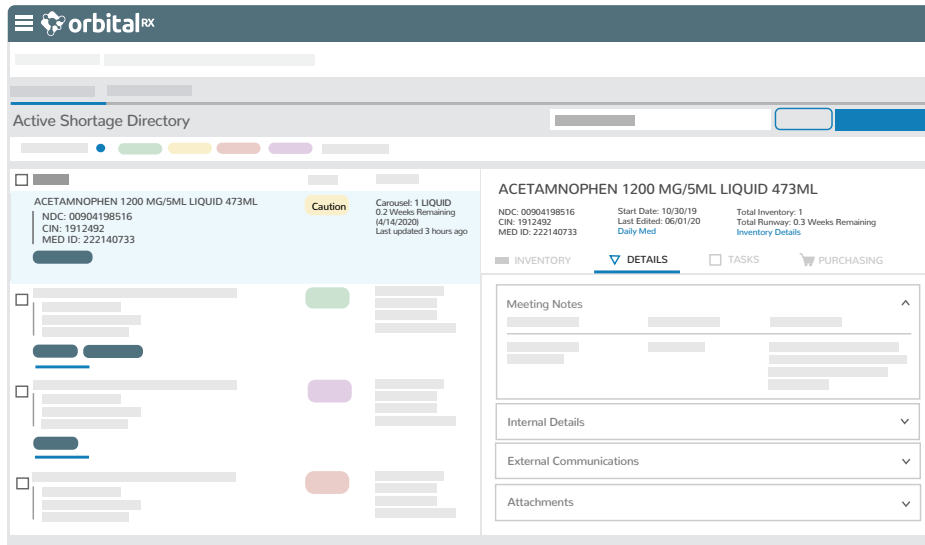 orbital RX
Active Shortage Directory
ACETAMNOPHEN 1200 MG/5ML LIQUID 473ML
NDC: 00904198516
CIN: 1912492
MED ID: 222140733
Caution
Carousel: 1 LIQUID
0.2 Weeks Remaining
(4/14/2020)
Last updated 3 hours ago
ACETAMNOPHEN 1200 MG/5ML LIQUID 473ML
NDC: 00904198516
CIN: 1912492
MED ID: 222140733
Start Date: 10/30/19
Last Edited: 06/01/20
Daily Med
Total Inventory: 1
Total Runway: 0.3 Weeks Remaining
Inventory Details
INVENTORY
DETAILS
TASKS
PURCHASING
Meeting Notes
Internal Details
External Communications
Attachments